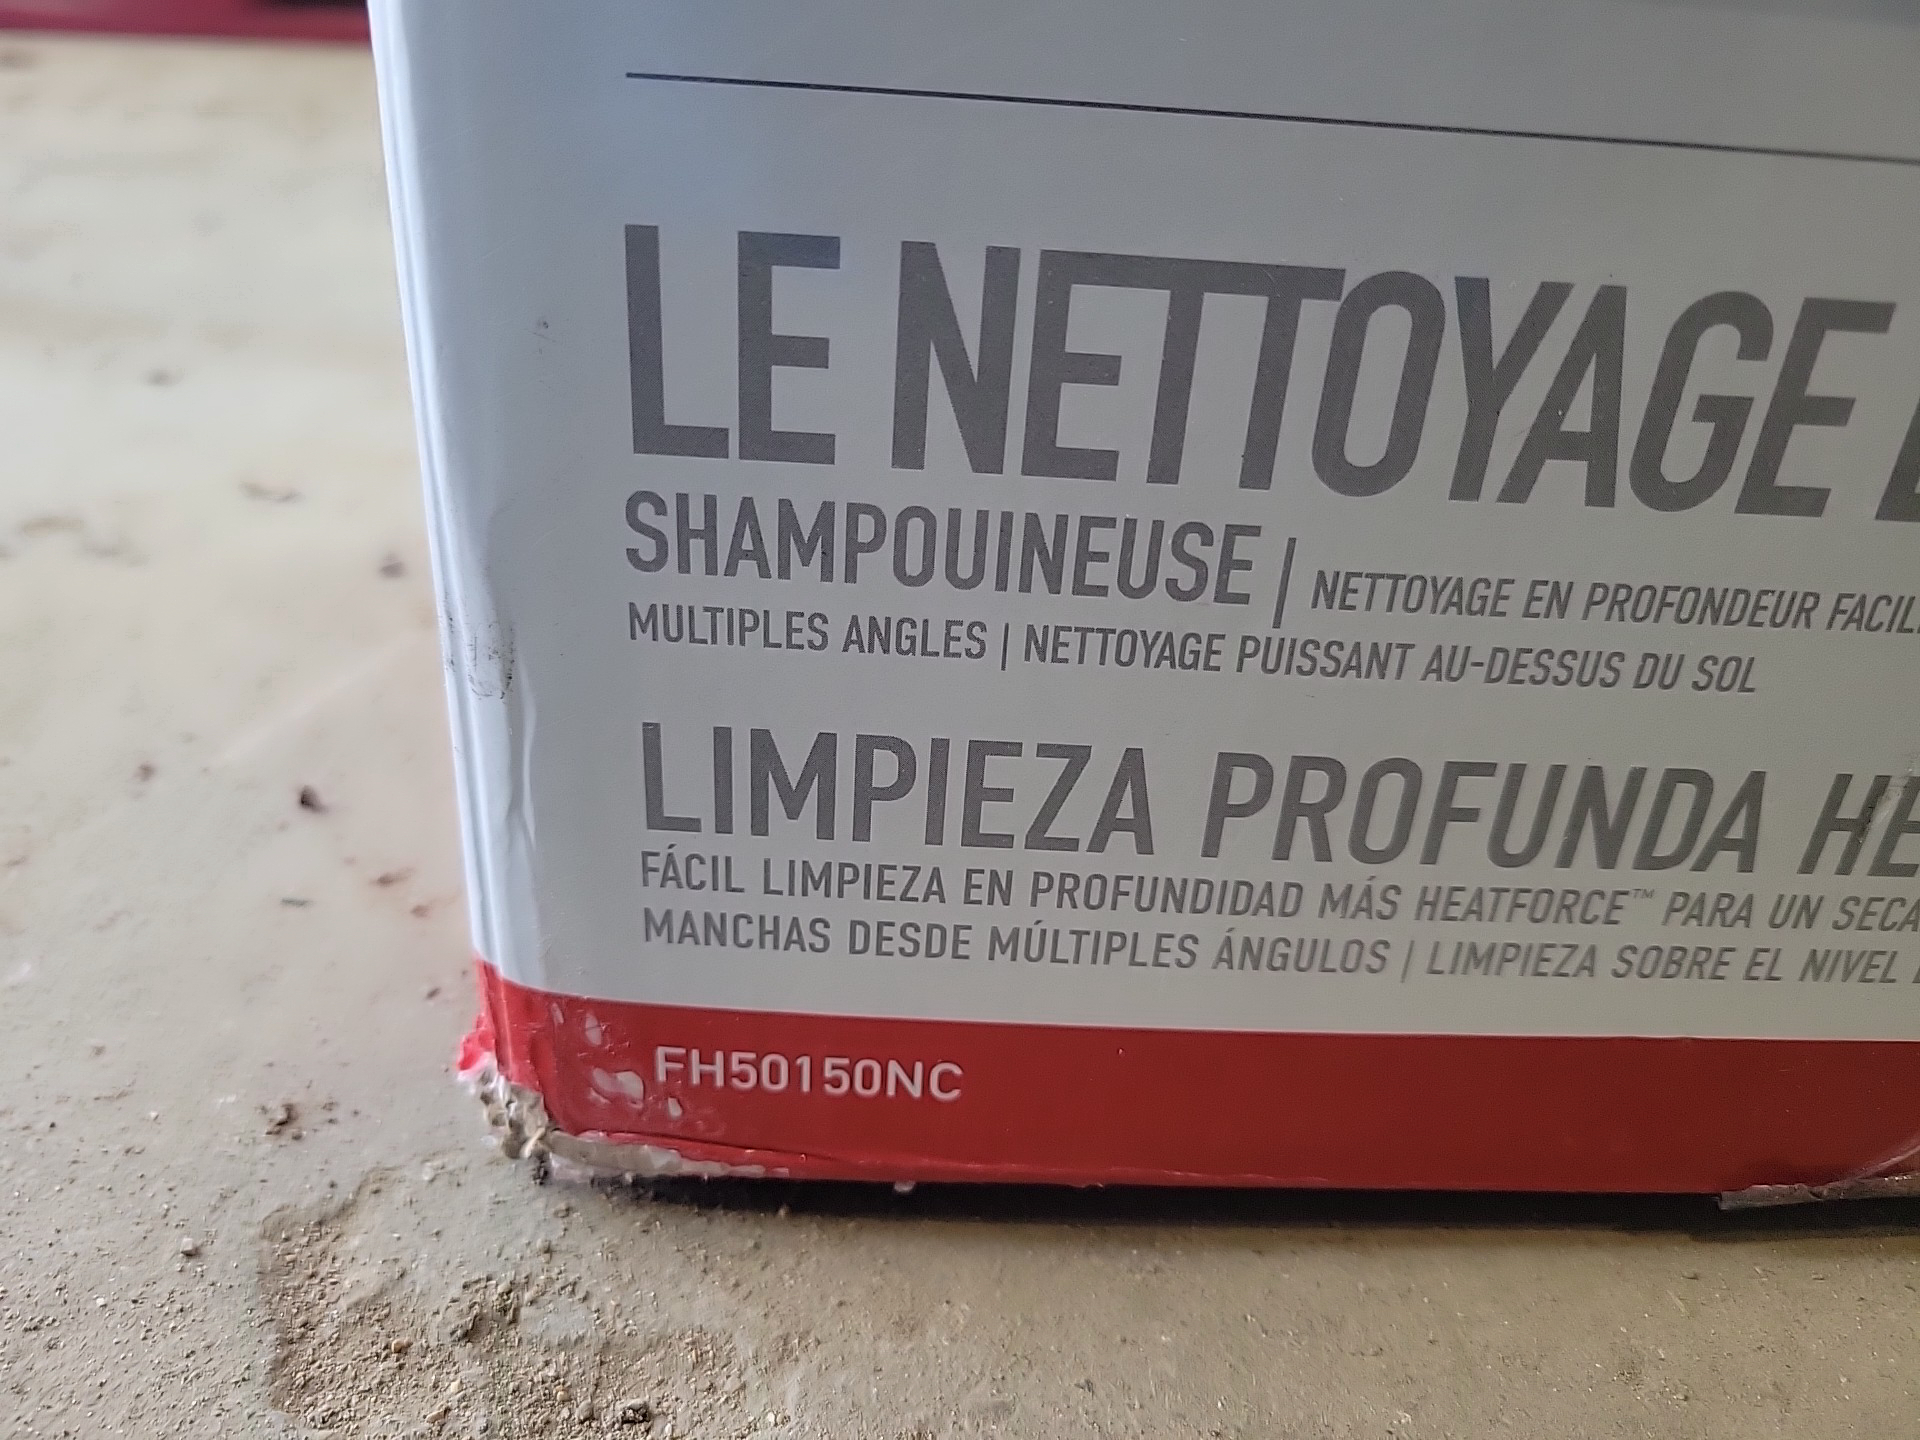 LE NETTOYAGE
SHAMPOUINEUSE | NETTOYAGE EN PROFONDEUR
MULTIPLES ANGLES | NETTOYAGE PUISSANT AU-DESSUS DU SOL
LIMPIEZA PROFUNDA
FÁCIL LIMPIEZA EN PROFUNDIDAD MÁS HEATFORCE™ PARA UN
MANCHAS DESDE MÚLTIPLES ÁNGULOS | LIMPIEZA SOBRE EL NIVEL
FH50150NC